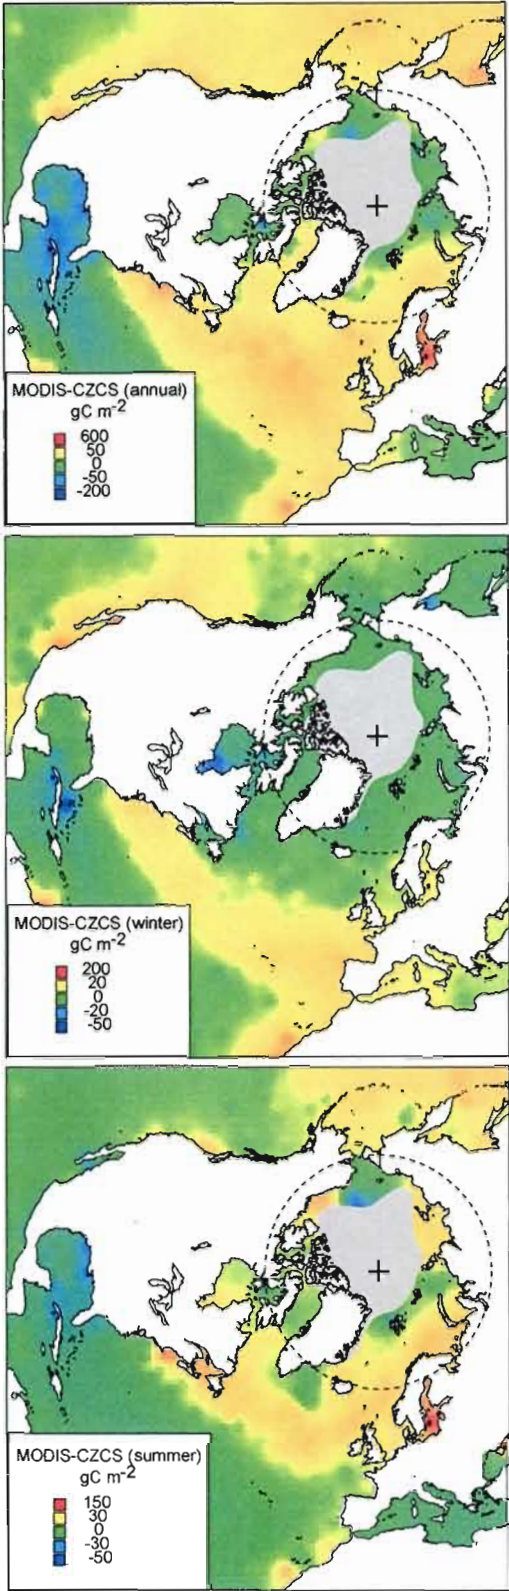 MODIS-CZCS (annual)
gC m-2
600
50
0
-50
-200
MODIS-CZCS (winter)
gC m-2
200
20
0
-20
-50
MODIS-CZCS (summer)
gC m-2
150
30
0
-30
-50